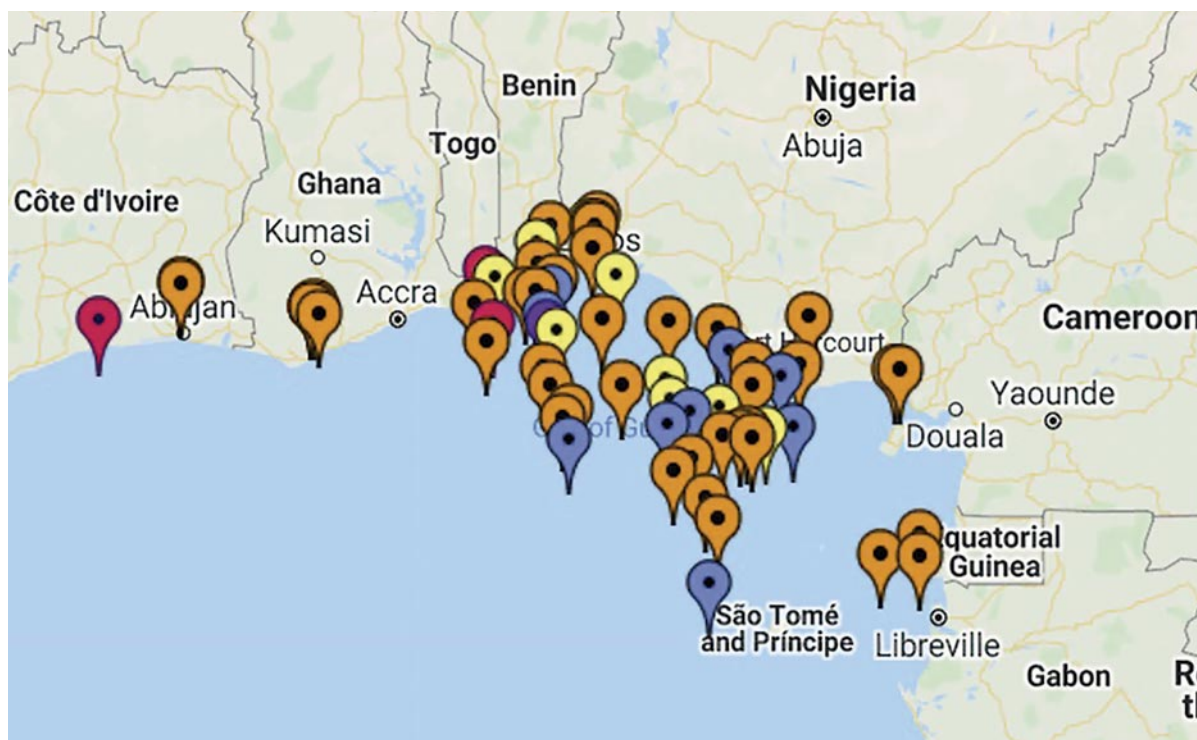 Benin
Nigeria
Abuja
Togo
Ghana
Côte d'Ivoire
Kumasi
Accra
Cameroon
Yaounde
Douala
Guinea
São Tomé
and Príncipe
Libreville
Gabon